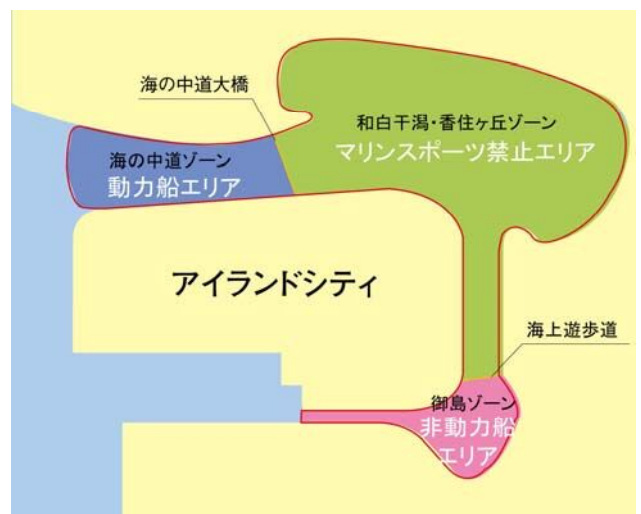 海の中道大橋
和白干潟・香住ヶ丘ゾーン
マリンスポーツ禁止エリア
海の中道ゾーン
動力船エリア
アイランドシティ
海上遊歩道
御島ゾーン
非動力船
エリア